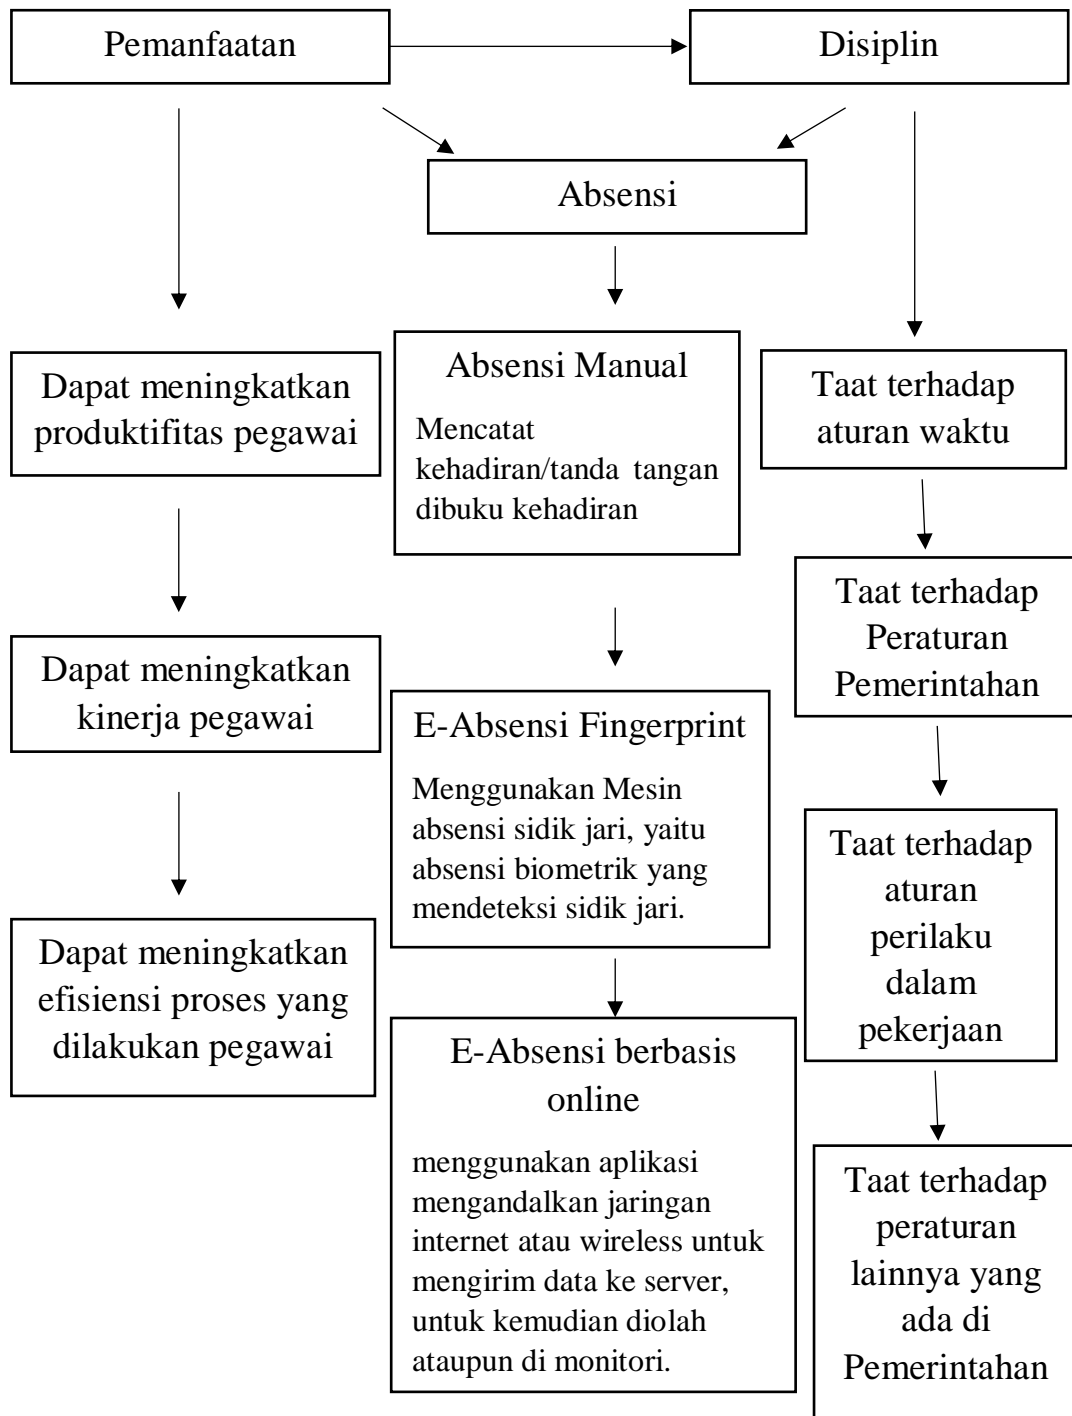 Pemanfaatan
Disiplin
Absensi
Dapat meningkatkan
produktifitas pegawai
Dapat meningkatkan
kinerja pegawai
Dapat meningkatkan
efisiensi proses yang
dilakukan pegawai
Absensi Manual
Mencatat
kehadiran/tanda tangan
dibuku kehadiran
E-Absensi Fingerprint
Menggunakan Mesin
absensi sidik jari, yaitu
absensi biometrik yang
mendeteksi sidik jari.
E-Absensi berbasis
online
menggunakan aplikasi
mengandalkan jaringan
internet atau wireless untuk
mengirim data ke server,
untuk kemudian diolah
ataupun di monitori.
Taat terhadap
aturan waktu
Taat terhadap
Peraturan
Pemerintahan
Taat terhadap
aturan
perilaku
dalam
pekerjaan
Taat terhadap
peraturan
lainnya yang
ada di
Pemerintahan